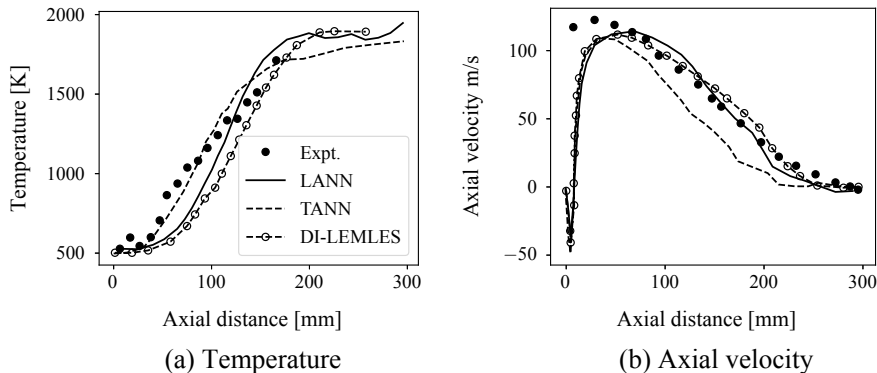 2000
1500
1000
500
Temperature [K]
Expt.
LANN
TANN
DI-LEMLES
0
100
200
300
Axial distance [mm]
(a) Temperature
100
50
0
−50
Axial velocity m/s
0
100
200
300
Axial distance [mm]
(b) Axial velocity